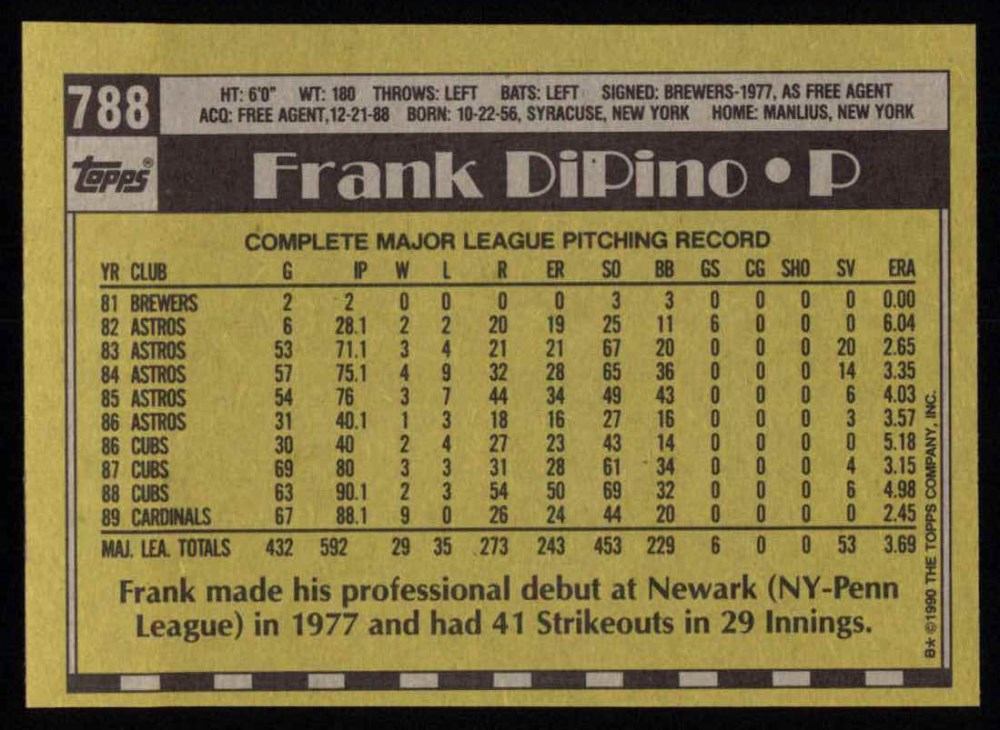 788
HT: 6'0" WT: 180 THROWS: LEFT BATS: LEFT SIGNED: BREWERS-1977, AS FREE AGENT
ACQ: FREE AGENT,12-21-88 BORN: 10-22-56, SYRACUSE, NEW YORK HOME: MANLIUS, NEW YORK
Topps®
Frank DiPino • P
COMPLETE MAJOR LEAGUE PITCHING RECORD
YR CLUB G IP W L R ER SO BB GS CG SHO SV ERA
81 BREWERS 2 2 0 0 0 0 3 3 0 0 0 0 0.00
82 ASTROS 6 28.1 2 2 20 19 25 11 6 0 0 0 6.04
83 ASTROS 53 71.1 3 4 21 21 67 20 0 0 0 20 2.65
84 ASTROS 57 75.1 4 9 32 28 65 36 0 0 0 14 3.35
85 ASTROS 54 76 3 7 44 34 49 43 0 0 0 6 4.03
86 ASTROS 31 40.1 1 3 18 16 27 16 0 0 0 3 3.57
86 CUBS 30 40 2 4 27 23 43 14 0 0 0 0 5.18
87 CUBS 69 80 3 3 31 28 61 34 0 0 0 4 3.15
88 CUBS 63 90.1 2 3 54 50 69 32 0 0 0 6 4.98
89 CARDINALS 67 88.1 9 0 26 24 44 20 0 0 0 0 2.45
MAJ. LEA. TOTALS 432 592 29 35 273 243 453 229 6 0 0 53 3.69
Frank made his professional debut at Newark (NY-Penn
League) in 1977 and had 41 Strikeouts in 29 Innings.
B* ©1990 THE TOPPS COMPANY, INC.